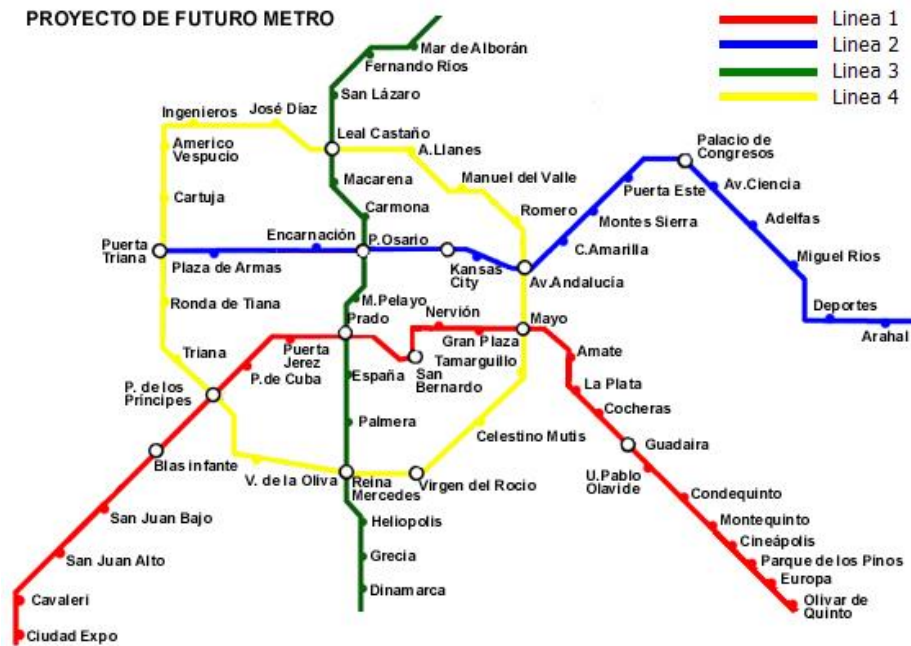 PROYECTO DE FUTURO METRO
Linea 1
Linea 2
Linea 3
Linea 4
Mar de Alborán
Fernando Ríos
San Lázaro
Ingenieros
José Díaz
Leal Castaño
Americo
Vespucio
A.Llanes
Palacio de
Congresos
Macarena
Manuel del Valle
Puerta Este
Av.Ciencia
Cartuja
Carmona
Romero
Montes Sierra
Adelfas
Encarnación
P.Osario
C.Amarilla
Puerta
Triana
Plaza de Armas
Kansas
City
Av.Andalucía
Miguel Rios
Ronda de Tiana
M.Pelayo
Deportes
Prado
Nervión
Mayo
Arahal
Puerta
Jerez
Gran Plaza
Triana
Tamarguillo
Amate
P.de Cuba
España
San
Bernardo
La Plata
P. de los
Príncipes
Cocheras
Palmera
Celestino Mutis
Guadaira
Blas infante
V. de la Oliva
Reina
Mercedes
Virgen del Rocio
U.Pablo
Olavide
Condequinto
San Juan Bajo
Heliopolis
Montequinto
Cineápolis
San Juan Alto
Grecia
Parque de los Pinos
Europa
Dinamarca
Cavaleri
Olivar de
Quinto
Ciudad Expo